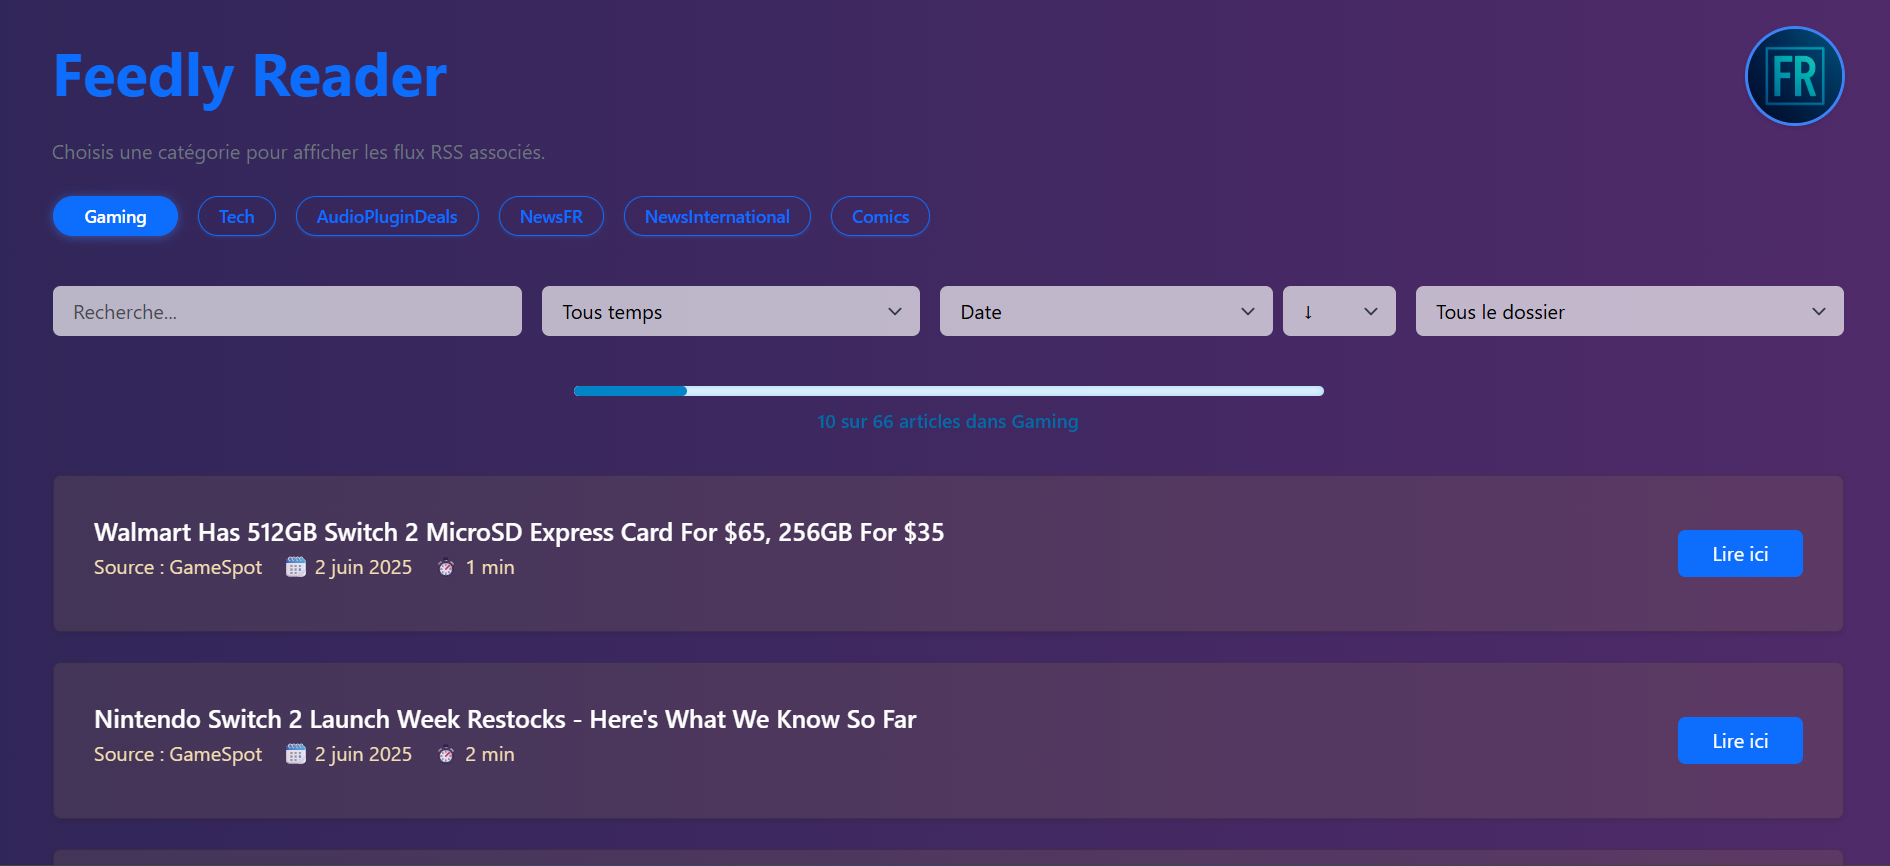 Feedly Reader
FR
Choisis une catégorie pour afficher les flux RSS associés.
Gaming Tech AudioPluginDeals NewsFR NewsInternational Comics
Recherche... Tous temps Date ↓ Tous le dossier
10 sur 66 articles dans Gaming
Walmart Has 512GB Switch 2 MicroSD Express Card For $65, 256GB For $35
Source : GameSpot 2 juin 2025 1 min
Lire ici
Nintendo Switch 2 Launch Week Restocks - Here's What We Know So Far
Source : GameSpot 2 juin 2025 2 min
Lire ici